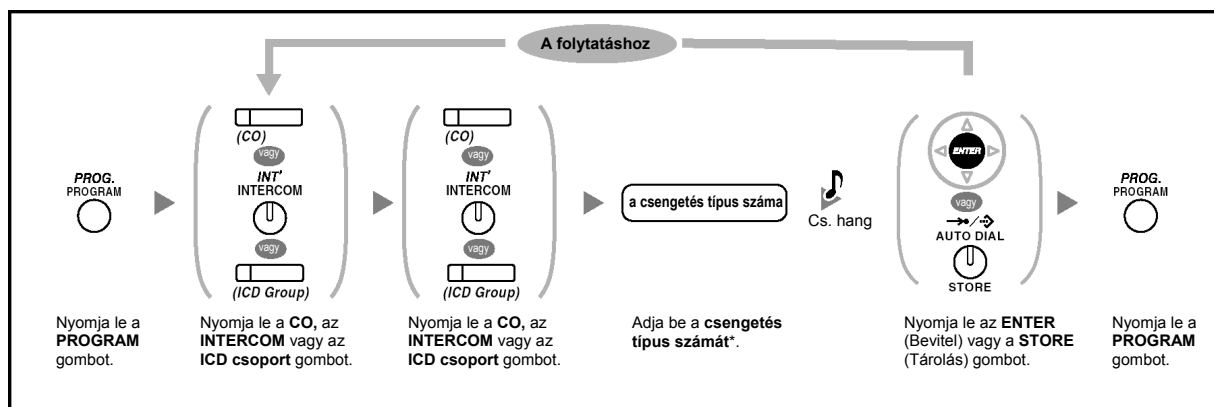 A folytatáshoz
PROG.
PROGRAM
(CO)
vagy
INT'
INTERCOM
vagy
(ICD Group)
(CO)
vagy
INT'
INTERCOM
vagy
(ICD Group)
a csengetés típus száma
Cs. hang
ENTER
vagy
AUTO DIAL
STORE
PROG.
PROGRAM
Nyomja le a
PROGRAM
gombot.
Nyomja le a CO, az
INTERCOM vagy az
ICD csoport gombot.
Nyomja le a CO, az
INTERCOM vagy az
ICD csoport gombot.
Adja be a csengetés
típus számát*.
Nyomja le az ENTER
(Bevitel) vagy a STORE
(Tárolás) gombot.
Nyomja le a
PROGRAM
gombot.